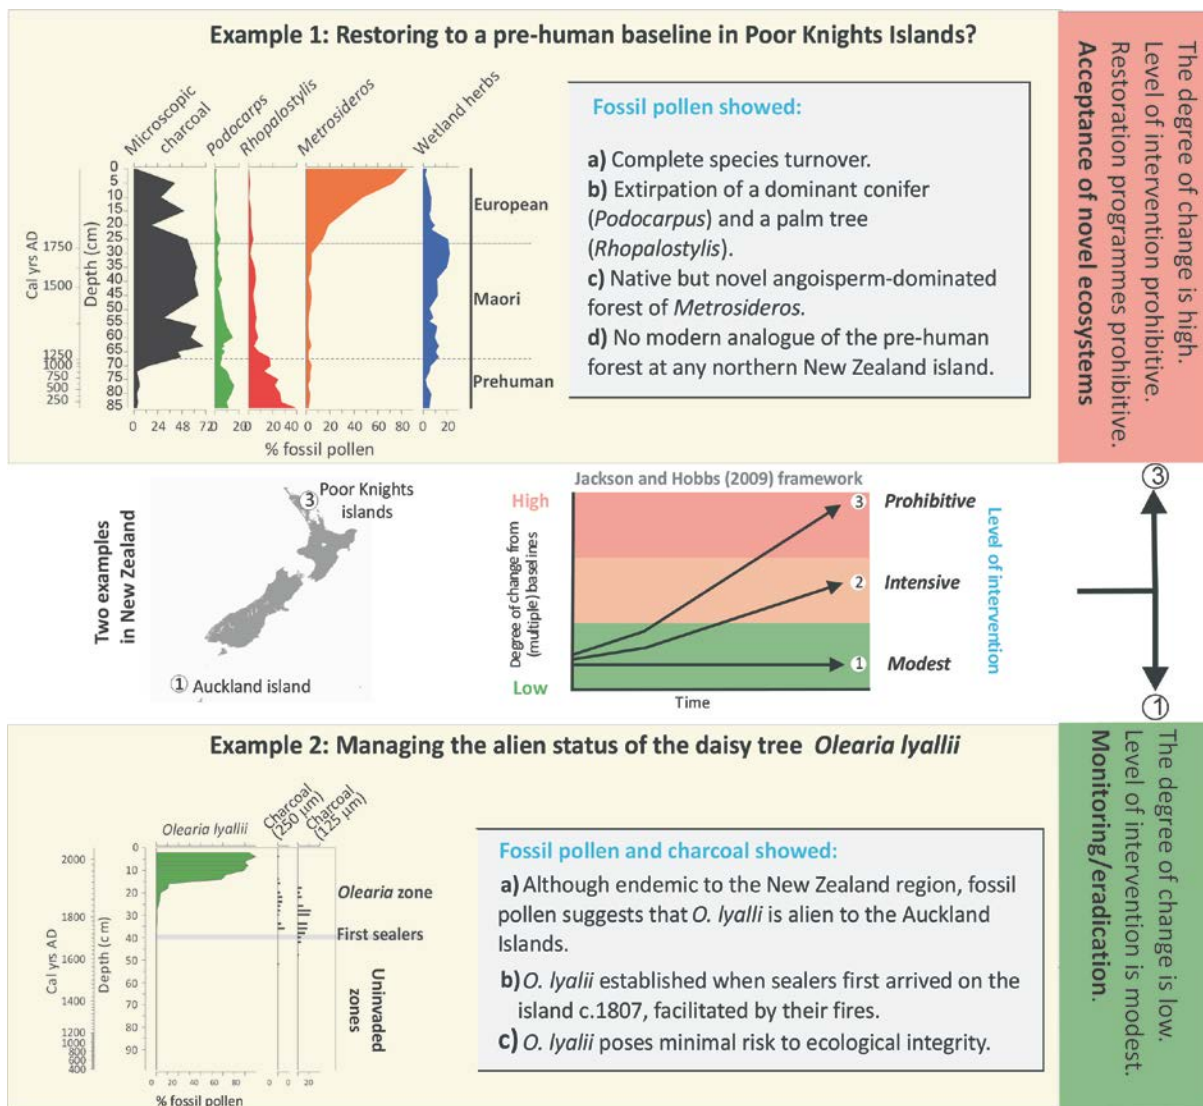 Example 1: Restoring to a pre-human baseline in Poor Knights Islands?
Microscopic
charcoal
Podocarps
Rhopalostylis
Metrosideros
Wetland herbs
Cal yrs AD
1750
1500
1250
1000
750
500
250
Depth (cm)
0
5
10
15
20
25
30
35
40
45
50
55
60
65
70
75
80
85
European
Maori
Prehuman
0 24 48 72 0 20 0 20 40 0 20 40 60 80 0 20
% fossil pollen
Fossil pollen showed:
a) Complete species turnover.
b) Extirpation of a dominant conifer
(Podocarpus) and a palm tree
(Rhopalostylis).
c) Native but novel angoisperm-dominated
forest of Metrosideros.
d) No modern analogue of the pre-human
forest at any northern New Zealand island.
The degree of change is high.
Level of intervention prohibitive.
Restoration programmes prohibitive.
Acceptance of novel ecosystems
Two examples
in New Zealand
3 Poor Knights
islands
1 Auckland island
Jackson and Hobbs (2009) framework
High
Low
Degree of change from
(multiple) baselines
3 Prohibitive
2 Intensive
1 Modest
Time
Level of intervention
3
1
Example 2: Managing the alien status of the daisy tree Olearia lyallii
Olearia lyallii
Charcoal
(250 µm)
Charcoal
(125 µm)
Cal yrs AD
2000
1800
1600
1400
1200
1000
800
600
400
Depth (cm)
0
10
20
30
40
50
60
70
80
90
Olearia zone
First sealers
Uninvaded
zones
0 20 40 60 80 0 0 20
% fossil pollen
Fossil pollen and charcoal showed:
a) Although endemic to the New Zealand region, fossil
pollen suggests that O. lyalli is alien to the Auckland
Islands.
b) O. lyalii established when sealers first arrived on the
island c.1807, facilitated by their fires.
c) O. lyalii poses minimal risk to ecological integrity.
The degree of change is low.
Level of intervention is modest.
Monitoring/eradication.